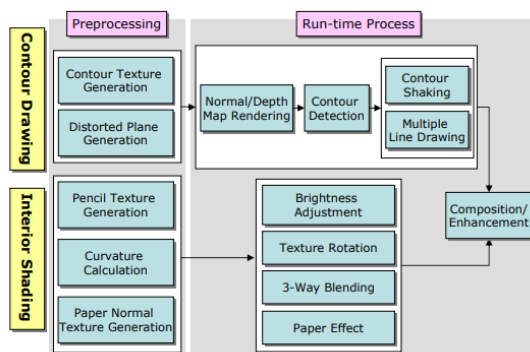 Preprocessing
Run-time Process
Contour Drawing
Contour Texture
Generation
Distorted Plane
Generation
Normal/Depth
Map Rendering
Contour
Detection
Contour
Shaking
Multiple
Line Drawing
Interior Shading
Pencil Texture
Generation
Curvature
Calculation
Paper Normal
Texture Generation
Brightness
Adjustment
Texture Rotation
3-Way Blending
Paper Effect
Composition/
Enhancement